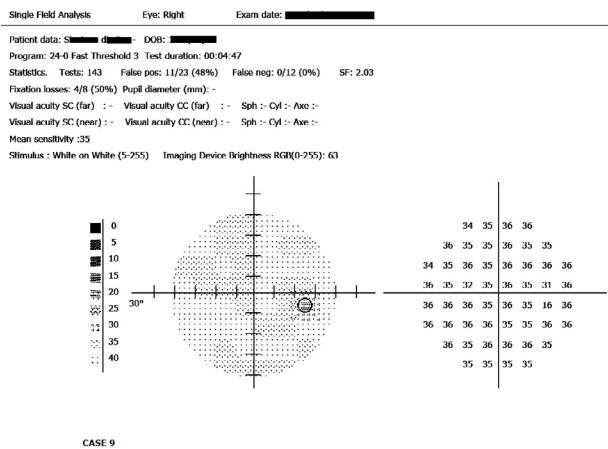 Single Field Analysis Eye: Right Exam date:
Patient data: DOB:
Program: 24-0 Fast Threshold 3 Test duration: 00:04:47
Statistics. Tests: 143 False pos: 11/23 (48%) False neg: 0/12 (0%) SF: 2.03
Fixation losses: 4/8 (50%) Pupil diameter (mm): -
Visual acuity SC (far) : - Visual acuity CC (far) : - Sph :- Cyl :- Axe :-
Visual acuity SC (near) : - Visual acuity CC (near) : - Sph :- Cyl :- Axe :-
Mean sensitivity :35
Stimulus : White on White (5-255) Imaging Device Brightness RGB(0-255): 63
0
5
10
15
20
25
30
35
40
30°
34 35 36 36
36 35 35 36 35 35
34 35 36 35 36 36 36 36
36 35 32 35 36 35 31 36
36 36 36 35 36 35 16 36
36 36 36 36 35 35 36 36
36 35 36 36 36 35
35 35 35 35
CASE 9